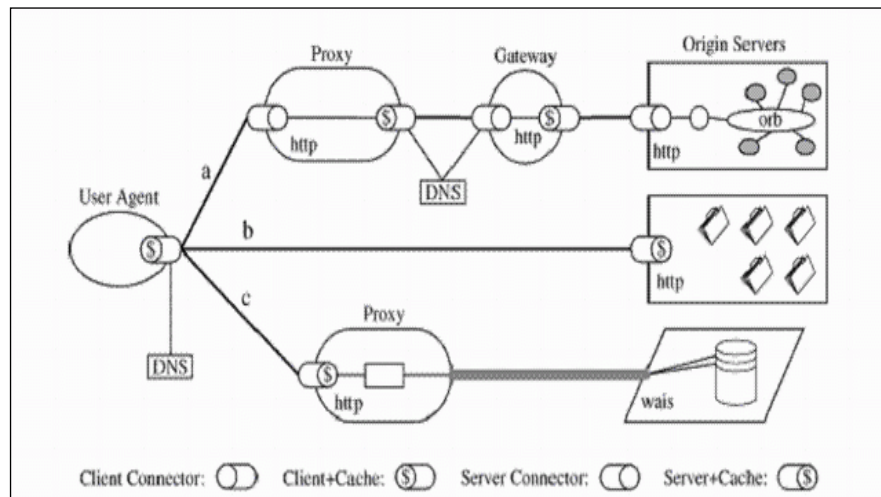 Proxy
Gateway
Origin Servers
$
$
orb
http
http
http
a
DNS
User Agent
b
$
$
http
c
Proxy
DNS
$
http
wais
Client Connector:
Client+Cache: $
Server Connector:
Server+Cache: $